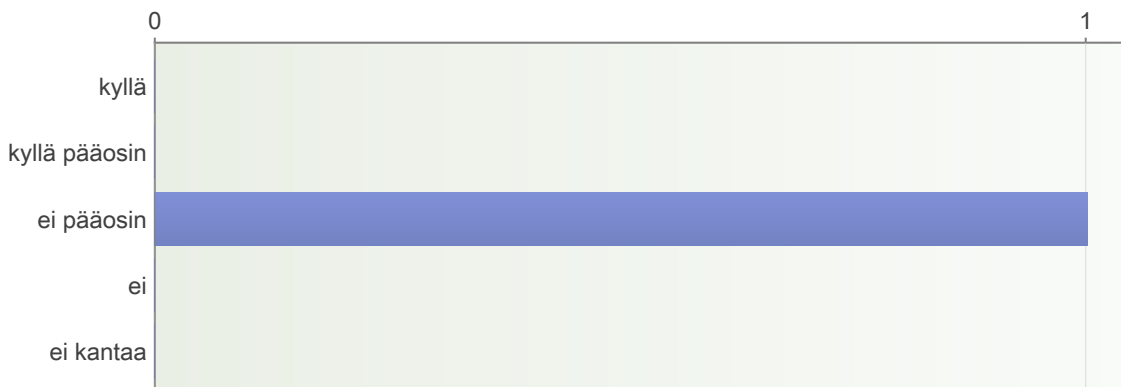 0 1
kyllä
kyllä pääosin
ei pääosin
ei
ei kantaa